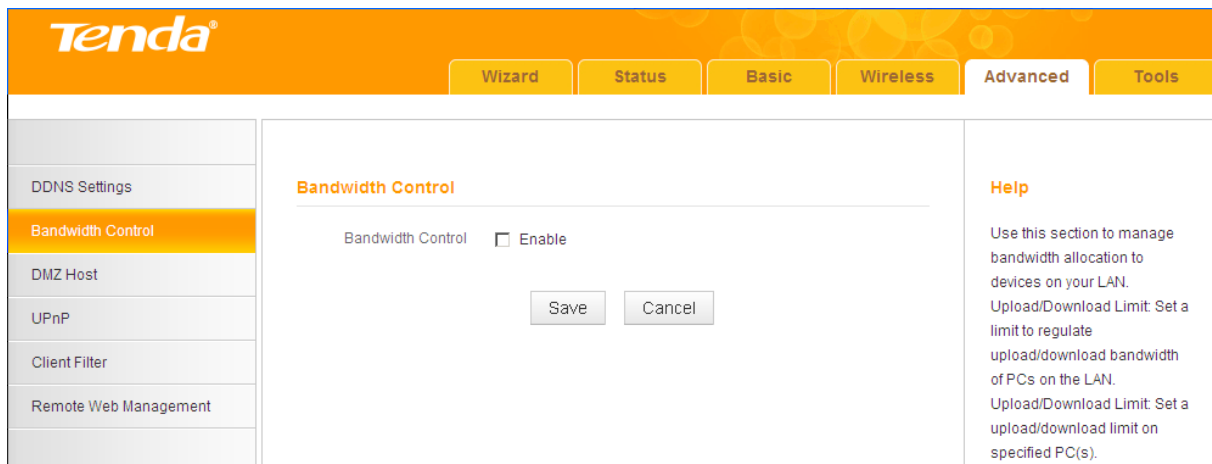 Tenda®
Wizard
Status
Basic
Wireless
Advanced
Tools
DDNS Settings
Bandwidth Control
DMZ Host
UPnP
Client Filter
Remote Web Management
Bandwidth Control
Bandwidth Control Enable
Save Cancel
Help
Use this section to manage
bandwidth allocation to
devices on your LAN.
Upload/Download Limit: Set a
limit to regulate
upload/download bandwidth
of PCs on the LAN.
Upload/Download Limit: Set a
upload/download limit on
specified PC(s).